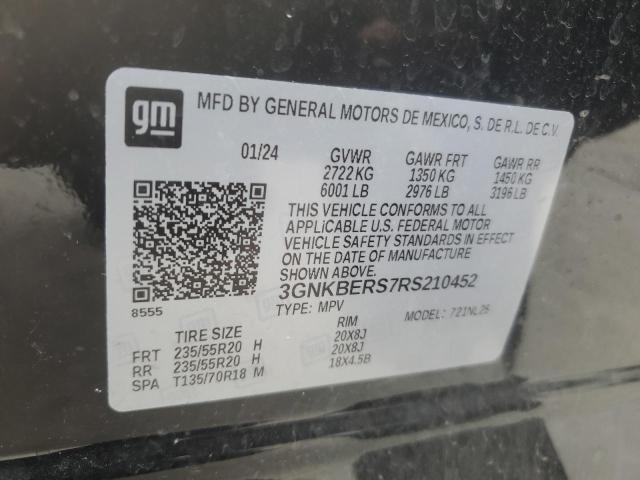 gm
MFD BY GENERAL MOTORS DE MEXICO, S. DE R.L. DE C.V.
01/24 GVWR GAWR FRT GAWR RR
2722 KG 1350 KG 1450 KG
6001 LB 2976 LB 3196 LB
THIS VEHICLE CONFORMS TO ALL
APPLICABLE U.S. FEDERAL MOTOR
VEHICLE SAFETY STANDARDS IN EFFECT
ON THE DATE OF MANUFACTURE
SHOWN ABOVE.
3GNKBERS7RS210452
8555 TYPE: MPV MODEL: 721NL26
TIRE SIZE RIM
FRT 235/55R20 H 20X8J
RR 235/55R20 H 20X8J
SPA T135/70R18 M 18X4.5B